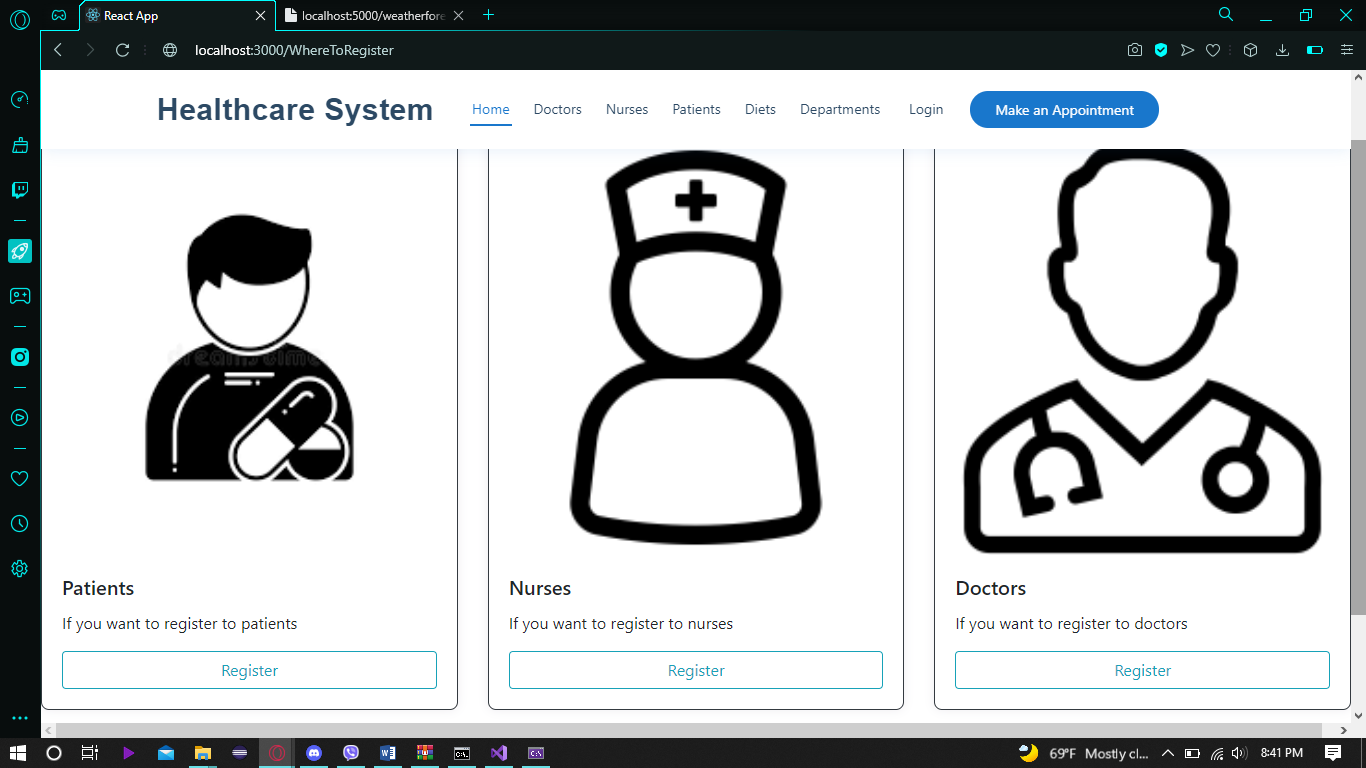 React App
localhost:5000/weatherfore
localhost:3000/WhereToRegister
Healthcare System
Home
Doctors
Nurses
Patients
Diets
Departments
Login
Make an Appointment
dreamstime
Patients
If you want to register to patients
Register
Nurses
If you want to register to nurses
Register
Doctors
If you want to register to doctors
Register
69°F Mostly cl...
8:41 PM